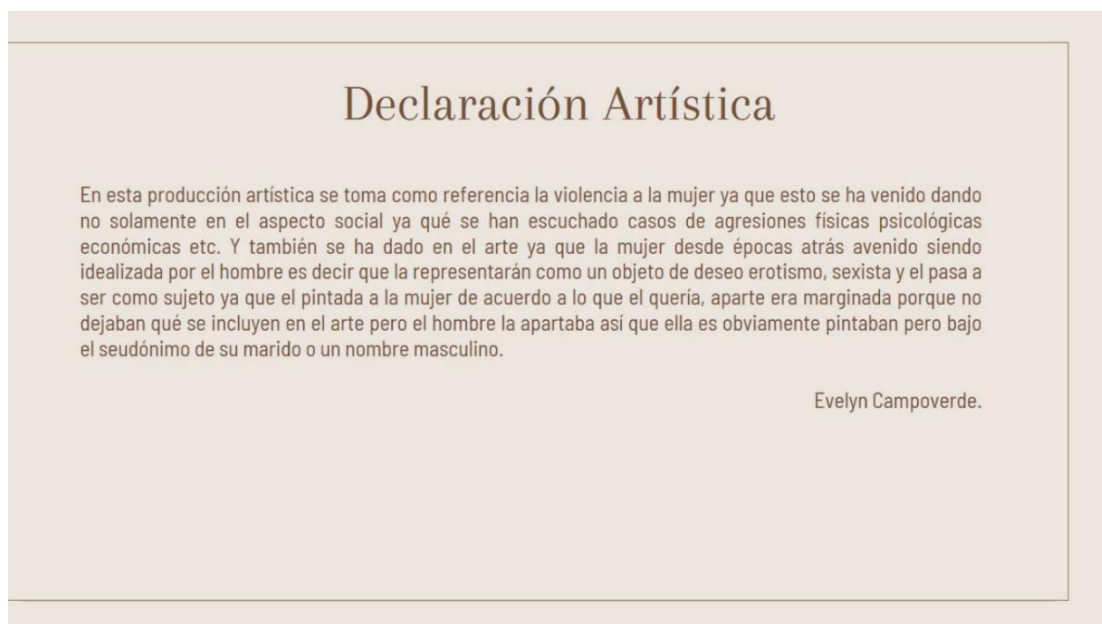 Declaración Artística
En esta producción artística se toma como referencia la violencia a la mujer ya que esto se ha venido dando
no solamente en el aspecto social ya qué se han escuchado casos de agresiones físicas psicológicas
económicas etc. Y también se ha dado en el arte ya que la mujer desde épocas atrás avenido siendo
idealizada por el hombre es decir que la representarán como un objeto de deseo erotismo, sexista y el pasa a
ser como sujeto ya que el pintada a la mujer de acuerdo a lo que el quería, aparte era marginada porque no
dejaban qué se incluyen en el arte pero el hombre la apartaba así que ella es obviamente pintaban pero bajo
el seudónimo de su marido o un nombre masculino.
Evelyn Campoverde.